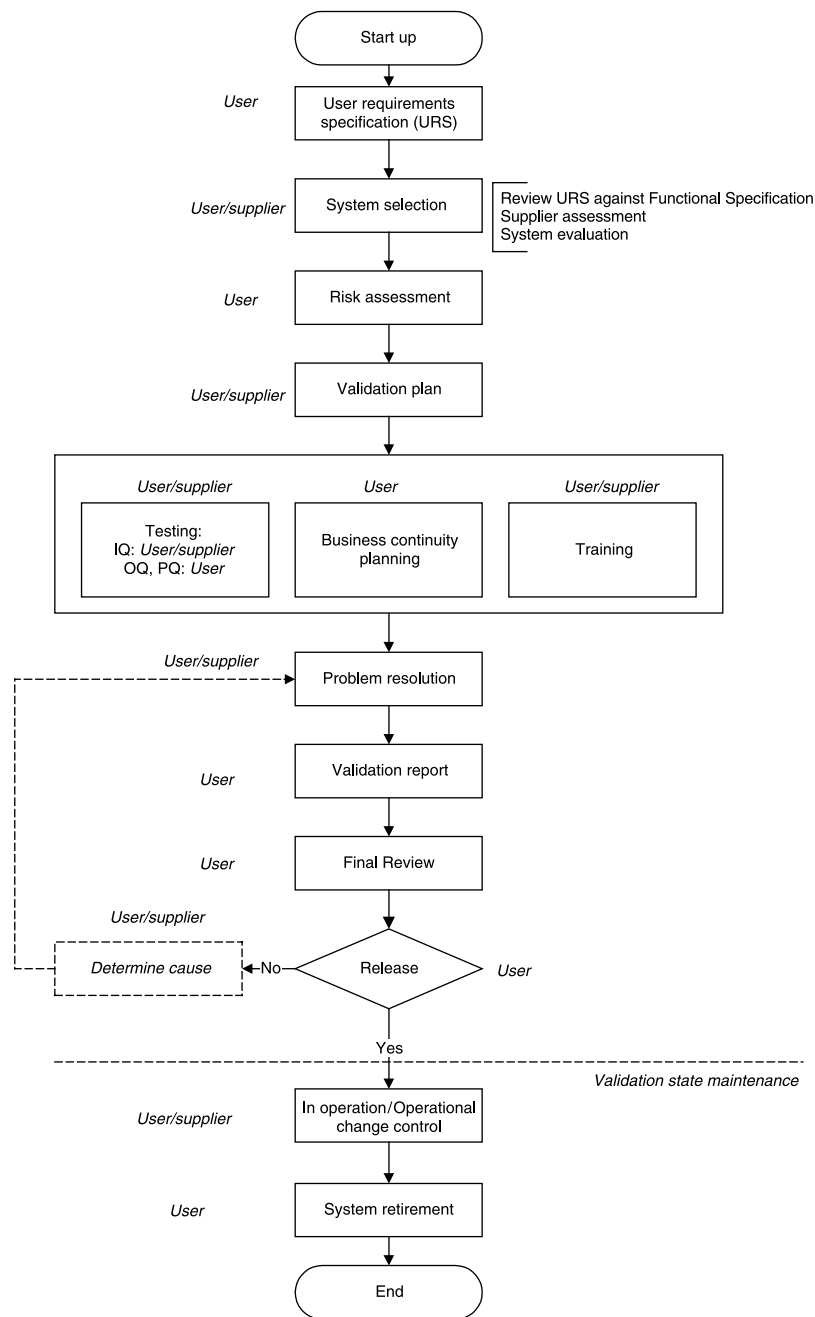 Start up
User
User requirements
specification (URS)
User/supplier
System selection
Review URS against Functional Specification
Supplier assessment
System evaluation
User
Risk assessment
User/supplier
Validation plan
User/supplier
User
User/supplier
Testing:
IQ: User/supplier
OQ, PQ: User
Business continuity
planning
Training
User/supplier
Problem resolution
User
Validation report
User
Final Review
User/supplier
Determine cause
No
Release
User
Yes
Validation state maintenance
User/supplier
In operation/Operational
change control
User
System retirement
End